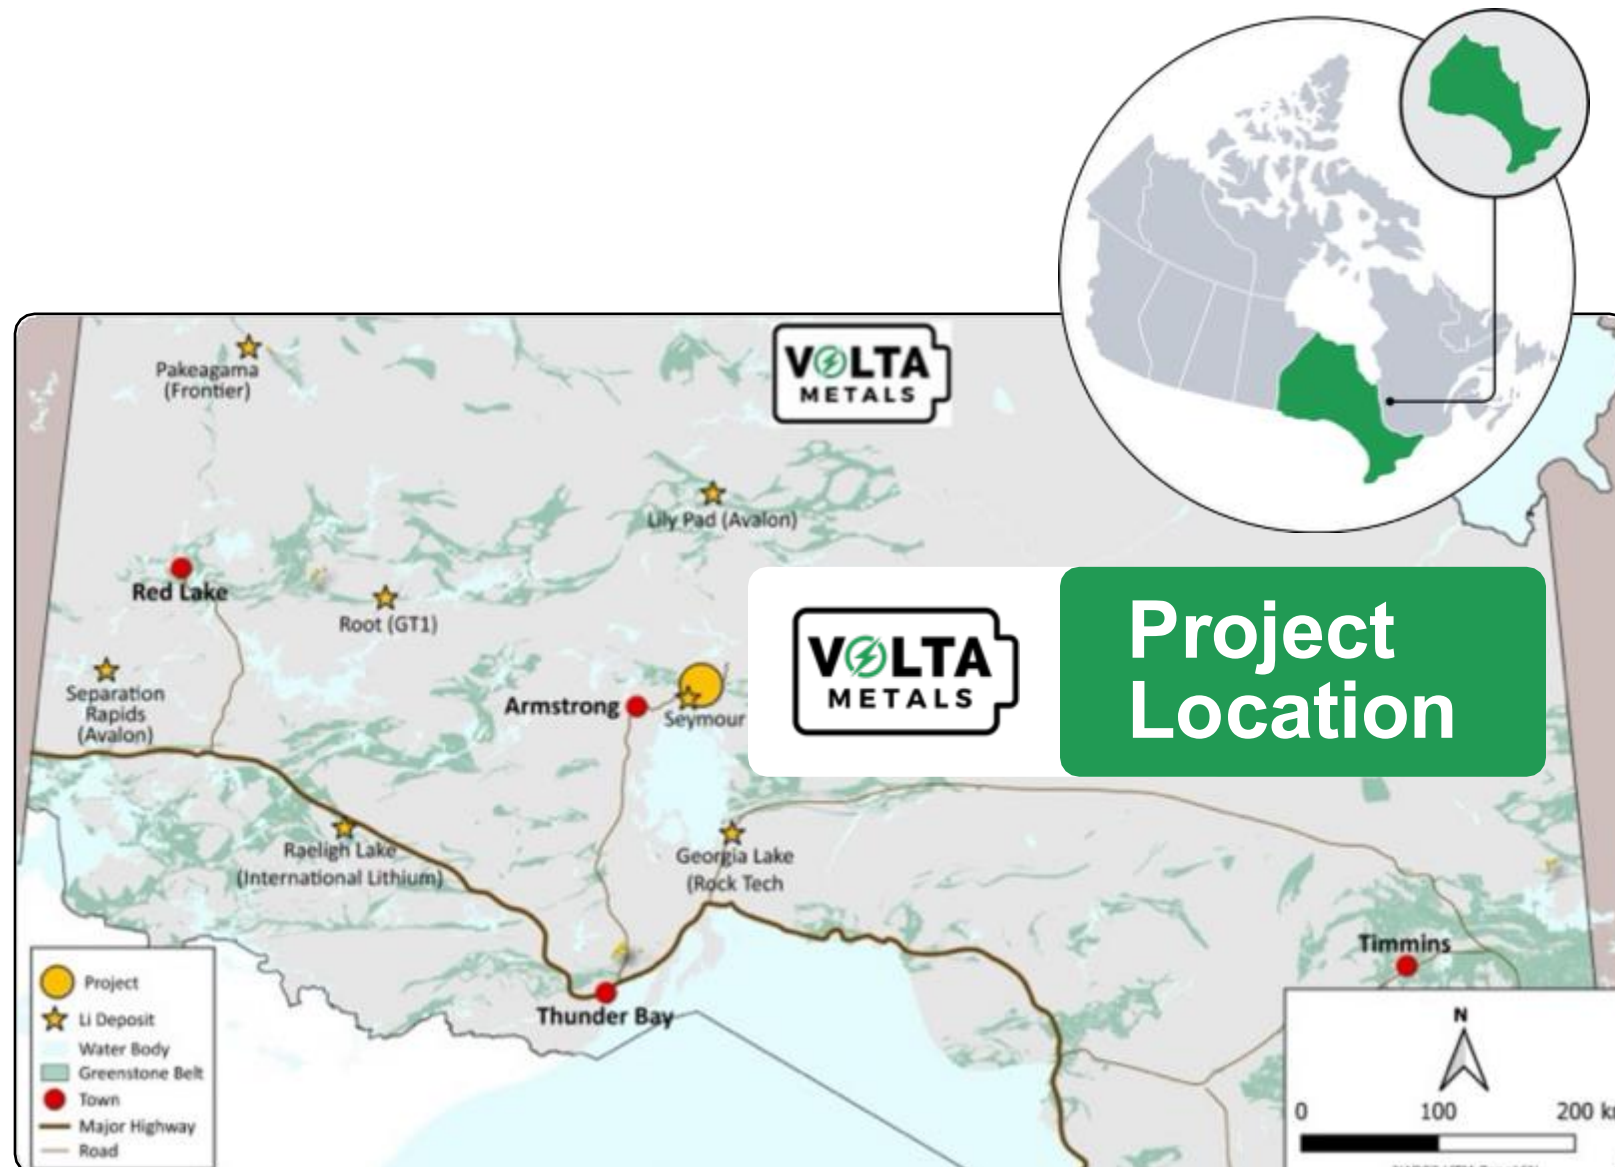 Pakeagama
(Frontier)
VOLTA
METALS
Lily Pad (Avalon)
Red Lake
Root (GT1)
Separation
Rapids
(Avalon)
Armstrong
Seymour
VOLTA
METALS
Project
Location
Raeligh Lake
(International Lithium)
Georgia Lake
(Rock Tech
Timmins
Thunder Bay
Project
Li Deposit
Water Body
Greenstone Belt
Town
Major Highway
Road
N
0 100 200 k